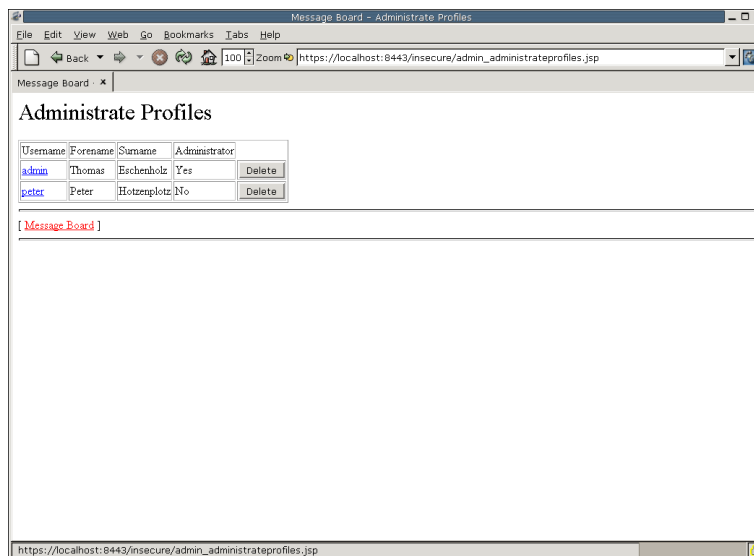 Message Board - Administrate Profiles
File Edit View Web Go Bookmarks Tabs Help
Back 100 Zoom https://localhost:8443/insecure/admin_administrateprofiles.jsp
Message Board ·
Administrate Profiles
Username Forename Surname Administrator
admin Thomas Eschenholz Yes Delete
peter Peter Hotzenplotz No Delete
[ Message Board ]
https://localhost:8443/insecure/admin_administrateprofiles.jsp